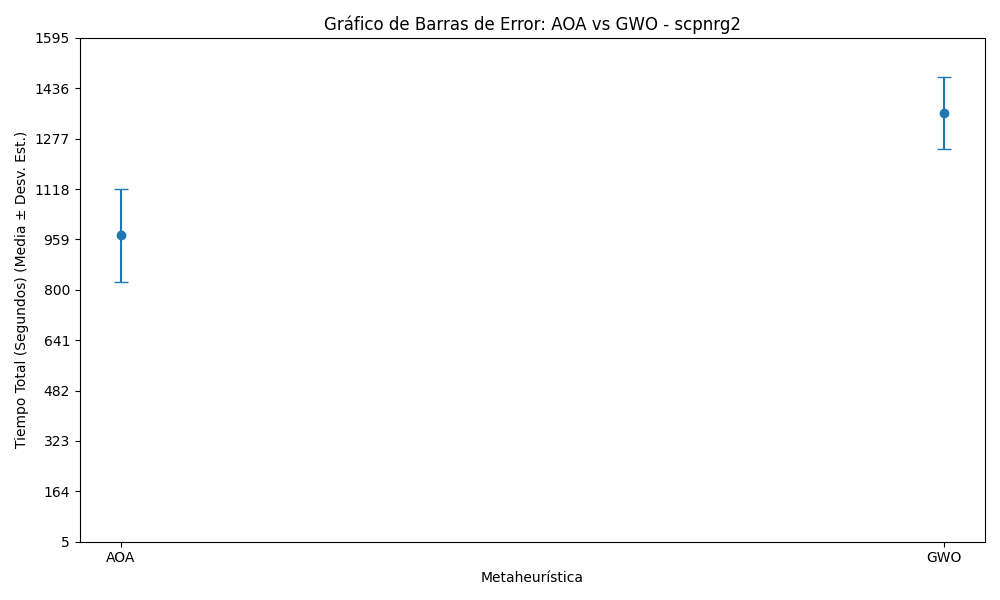 Gráfico de Barras de Error: AOA vs GWO - scpnrg2
Tiempo Total (Segundos) (Media ± Desv. Est.)
1595
1436
1277
1118
959
800
641
482
323
164
5
AOA
GWO
Metaheurística